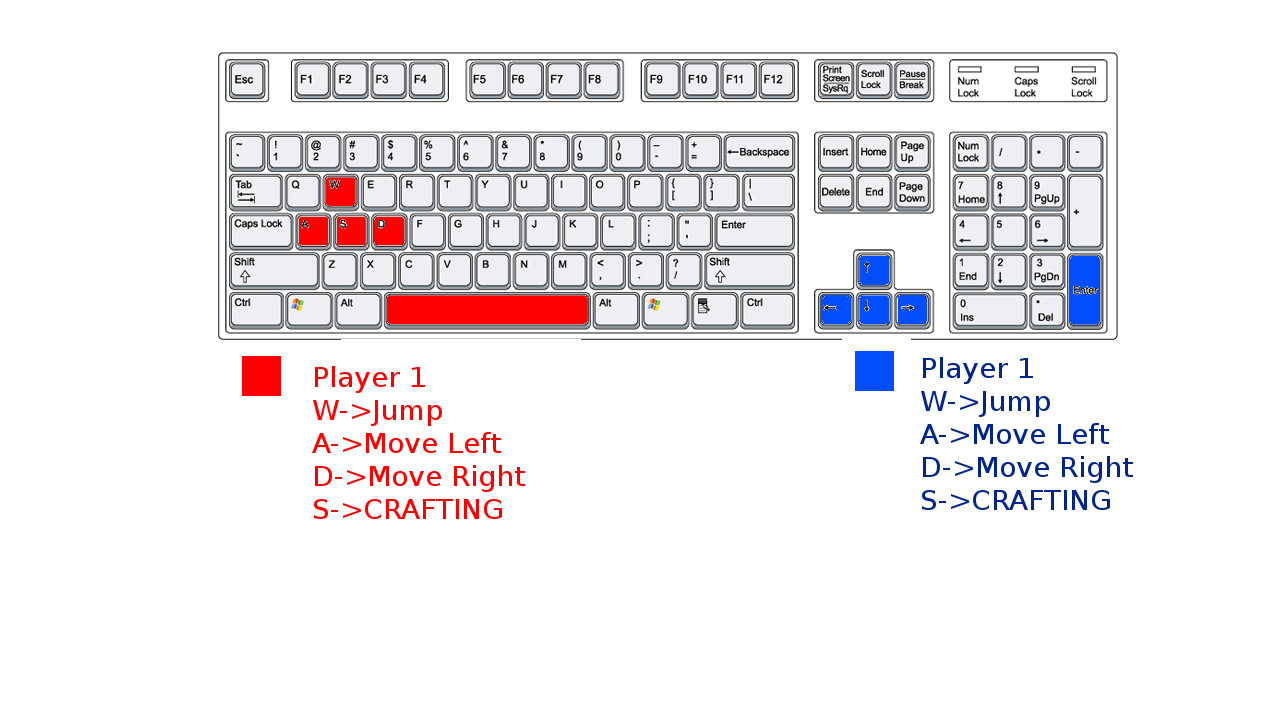 Esc F1 F2 F3 F4 F5 F6 F7 F8 F9 F10 F11 F12 Print Screen SysRq Scroll Lock Pause Break Num Lock Caps Lock Scroll Lock
~ ` ! 1 @ 2 # 3 $ 4 % 5 ^ 6 & 7 * 8 ( 9 ) 0 – - + = ←Backspace Insert Home Page Up Num Lock / * -
Tab Q W E R T Y U I O P { [ } ] | \ Delete End Page Down 7 Home 8 ↑ 9 PgUp +
Caps Lock A S D F G H J K L : ; " ' Enter 4 ← 5 6 →
Shift Z X C V B N M < , > . ? / Shift ↑ 1 End 2 ↓ 3 PgDn Enter
Ctrl Alt Alt Ctrl ← ↓ → 0 Ins . Del
Player 1
W->Jump
A->Move Left
D->Move Right
S->CRAFTING
Player 1
W->Jump
A->Move Left
D->Move Right
S->CRAFTING